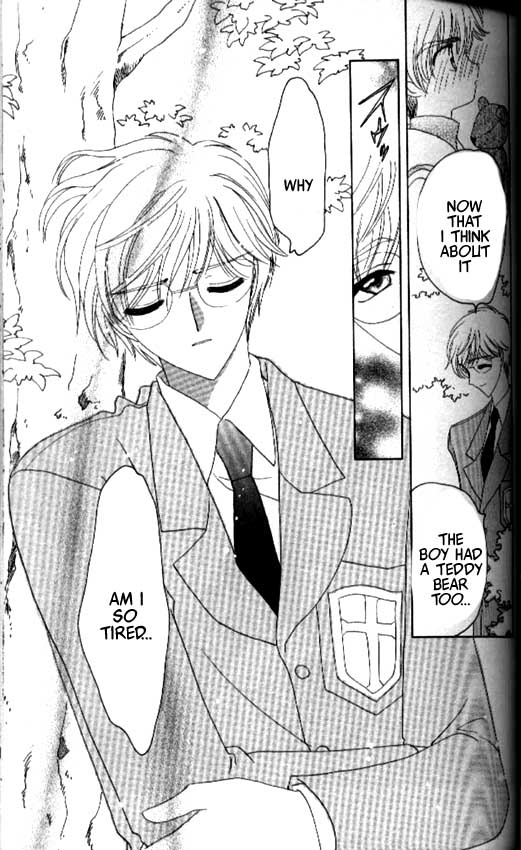 NOW
THAT
I THINK
ABOUT
IT
THE
BOY HAD
A TEDDY
BEAR
TOO...
WHY
AM I
SO
TIRED...